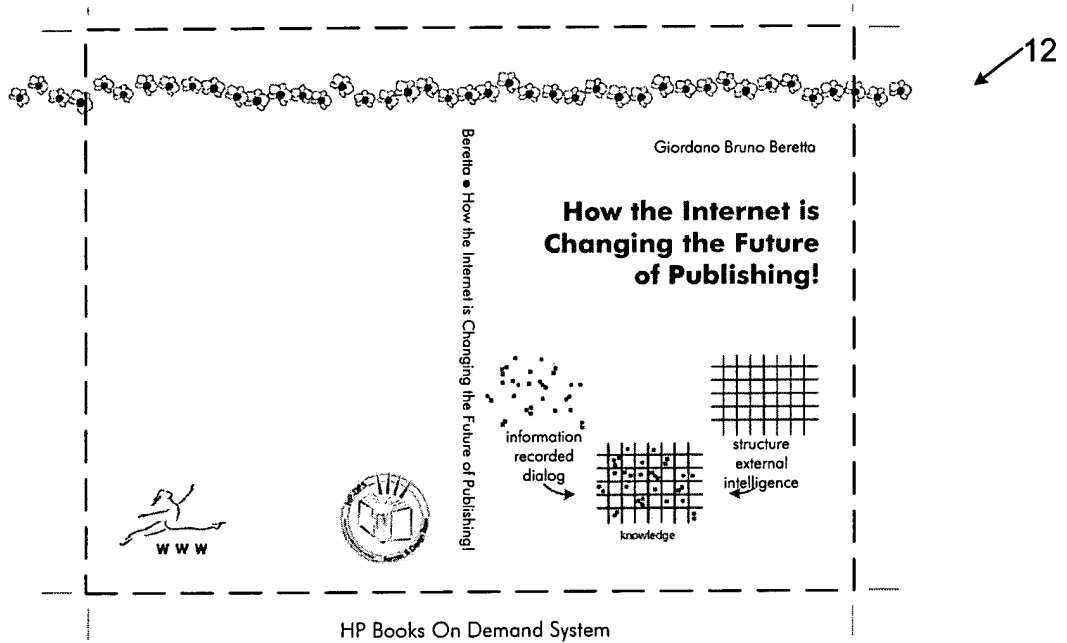 12
Giordano Bruno Beretta
How the Internet is
Changing the Future
of Publishing!
Beretta • How the Internet is Changing the Future of Publishing!
information
recorded
dialog
structure
external
intelligence
knowledge
W W W
HP Books On Demand System